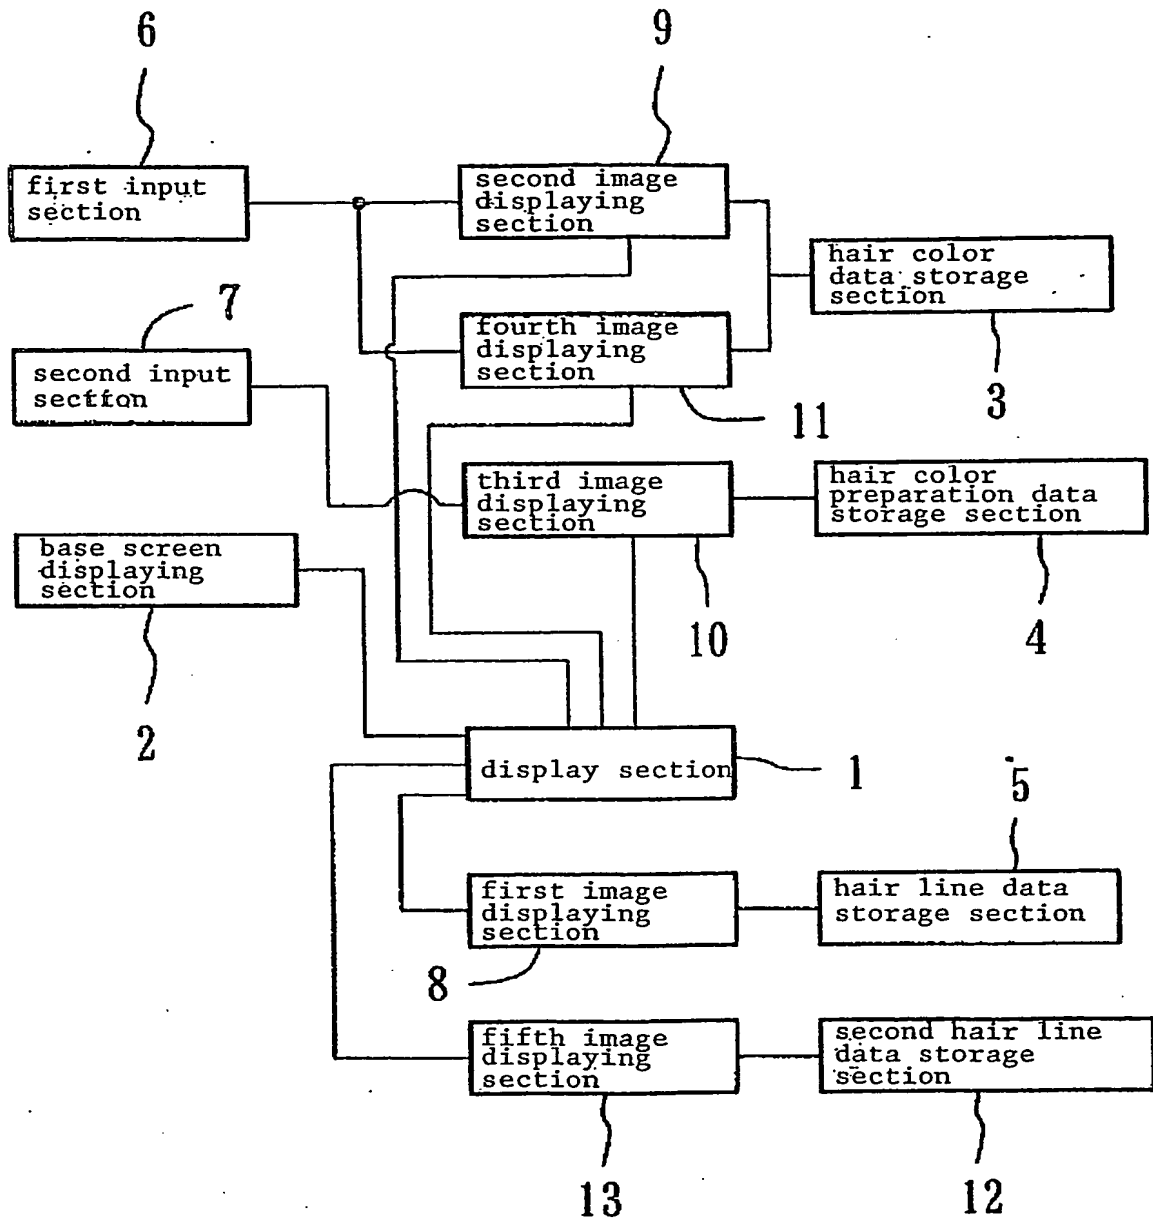 6
9
first input
section
second image
displaying
section
hair color
data storage
section
7
fourth image
displaying
section
3
second input
section
11
third image
displaying
section
hair color
preparation data
storage section
base screen
displaying
section
10
4
2
display section
1
5
first image
displaying
section
hair line data
storage section
8
fifth image
displaying
section
second hair line
data storage
section
13
12